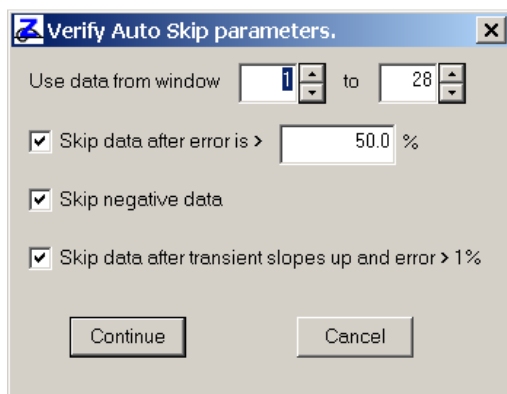 Verify Auto Skip parameters.
Use data from window 1 to 28
Skip data after error is > 50.0 %
Skip negative data
Skip data after transient slopes up and error > 1%
Continue Cancel